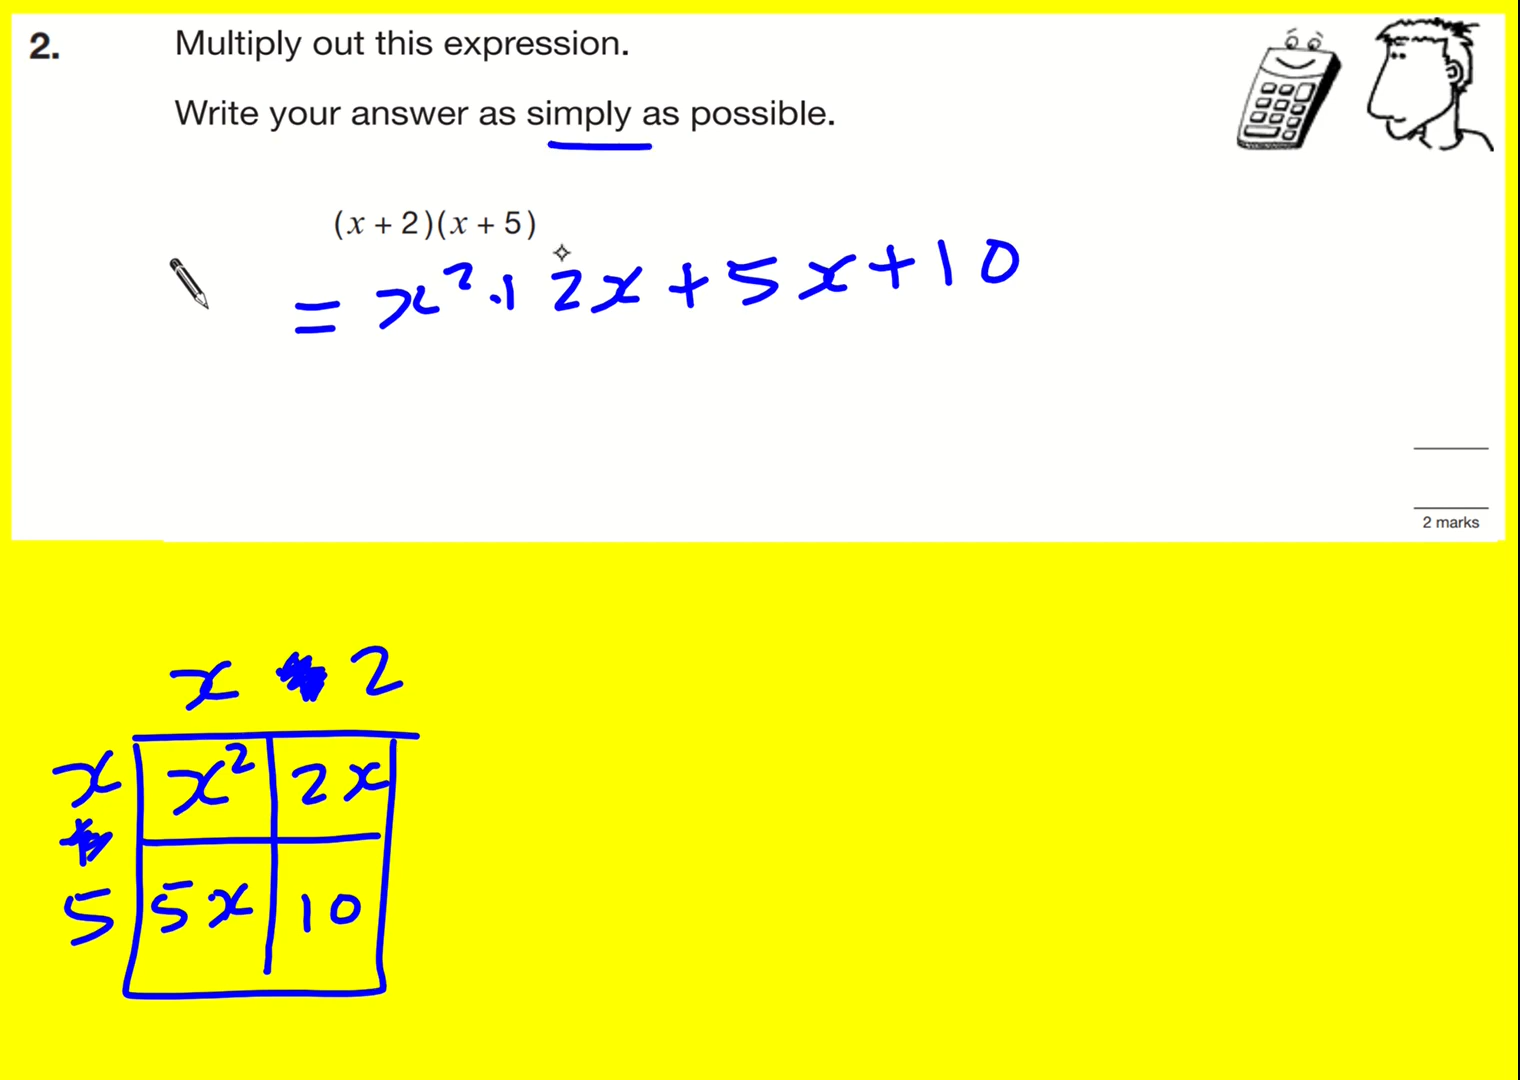 2. Multiply out this expression.
Write your answer as simply as possible.
(x + 2)(x + 5)
= x² + 2x + 5x + 10
2 marks
x 2
x x² 2x
5 5x 10